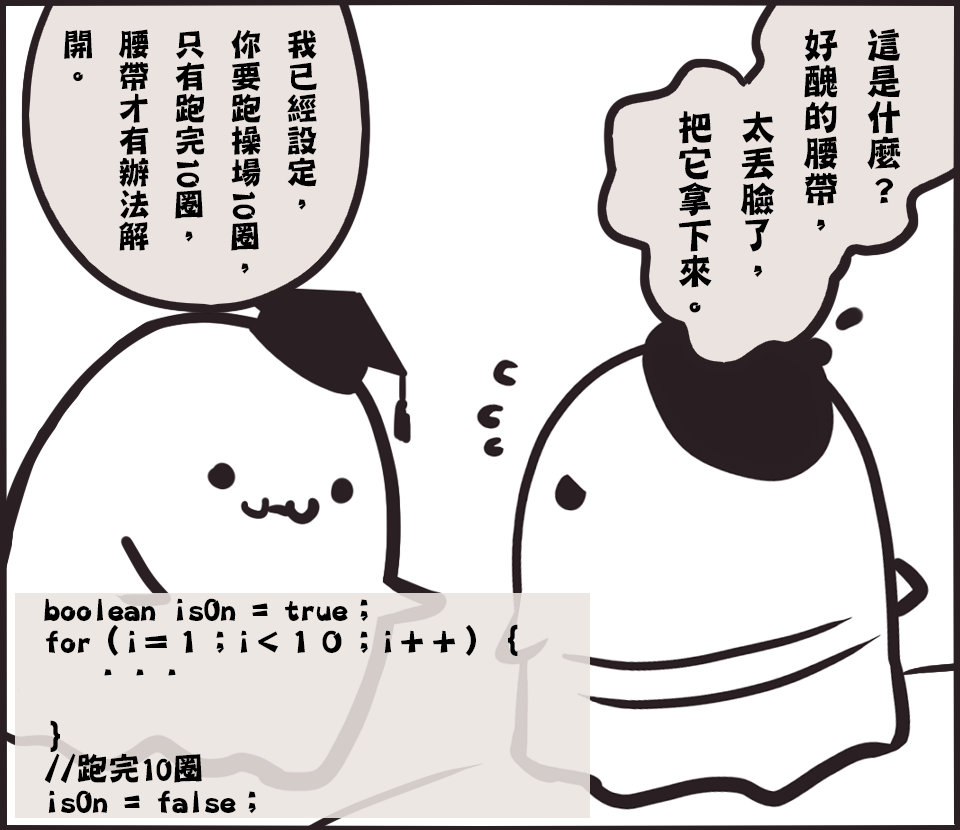 這是什麼？
好醜的腰帶，
太丟臉了，
把它拿下來。
我已經設定，
你要跑操場10圈，
只有跑完10圈，
腰帶才有辦法解
開。
boolean isOn = true；
for（i＝１；i＜１０；i＋＋）｛
...
｝
//跑完10圈
isOn = false；